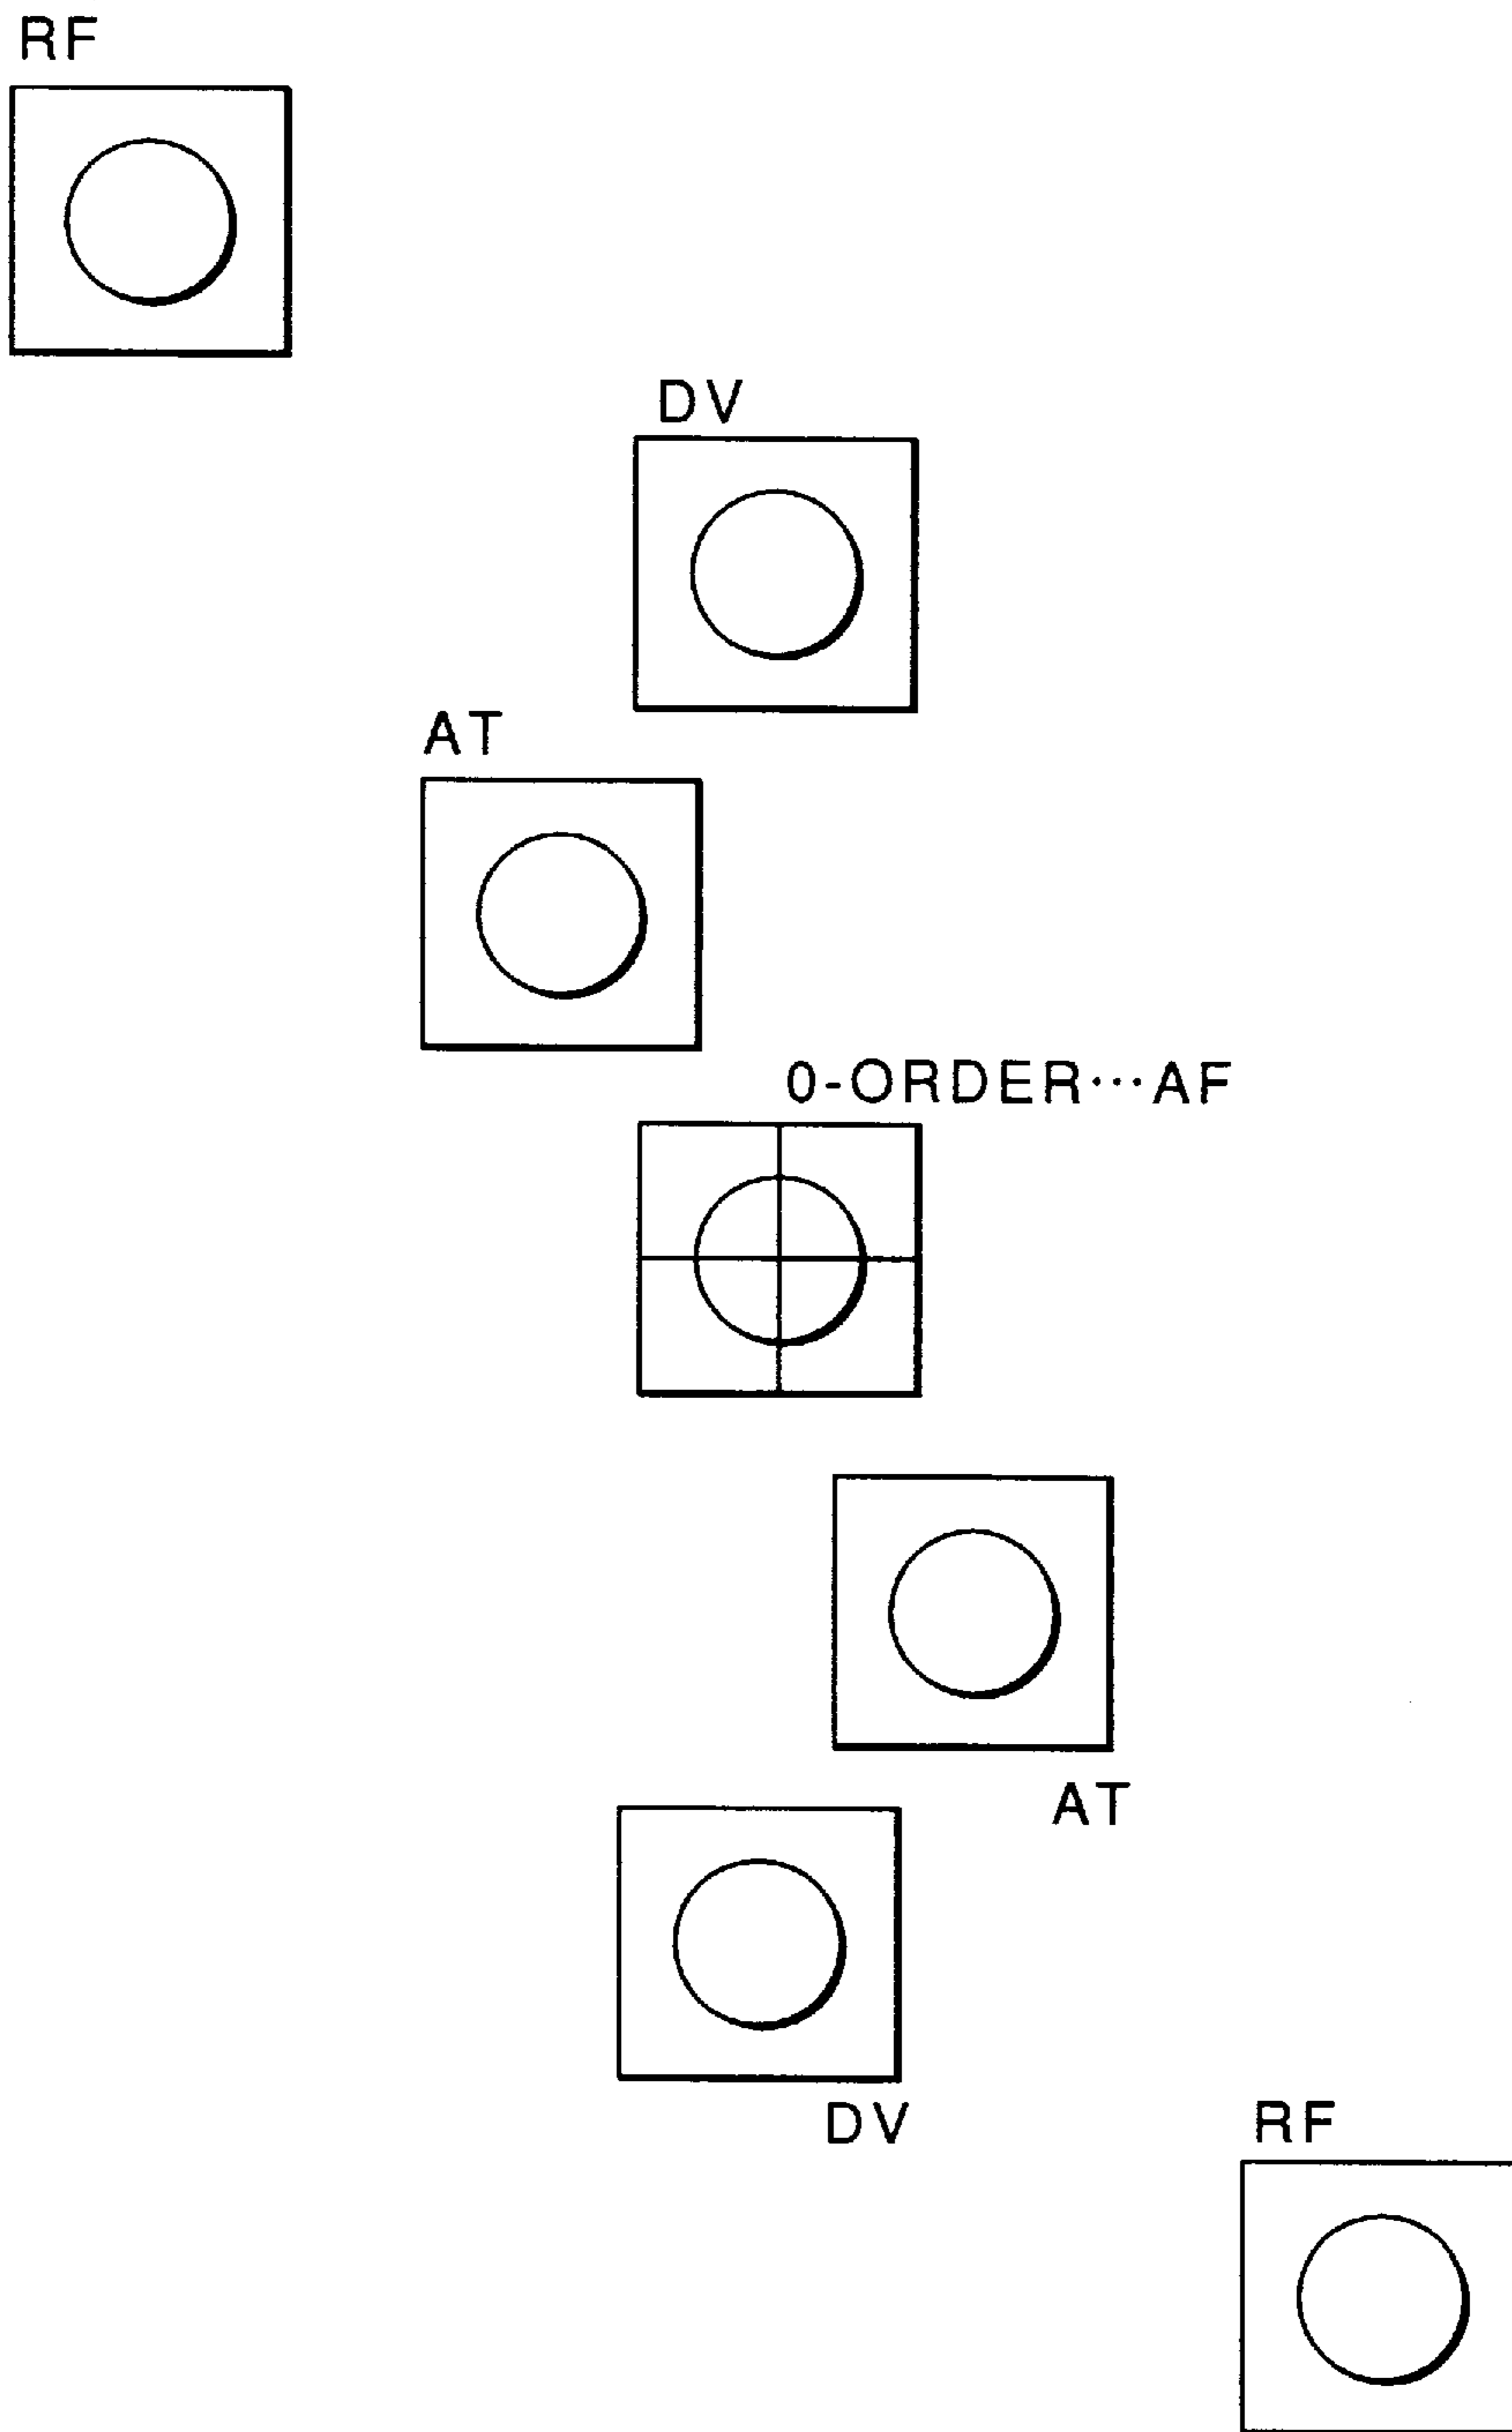 RF
DV
AT
0-ORDER···AF
AT
DV
RF